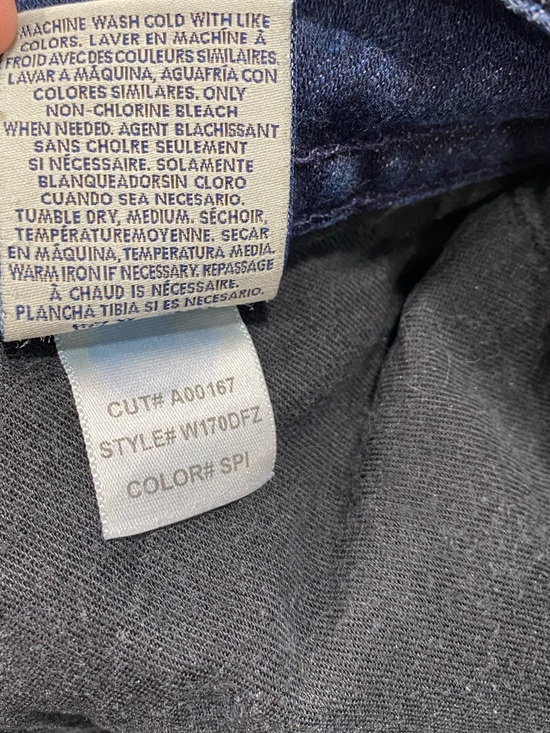 MACHINE WASH COLD WITH LIKE
COLORS. LAVER EN MACHINE À
FROID AVEC DES COULEURS SIMILAIRES.
LAVAR A MÁQUINA, AGUAFRÍA CON
COLORES SIMILARES. ONLY
NON-CHLORINE BLEACH
WHEN NEEDED. AGENT BLACHISSANT
SANS CHOLRE SEULEMENT
SI NÉCESSAIRE. SOLAMENTE
BLANQUEADORSIN CLORO
CUANDO SEA NECESARIO.
TUMBLE DRY, MEDIUM. SÉCHOIR,
TEMPÉRATUREMOYENNE. SECAR
EN MÁQUINA, TEMPERATURA MEDIA.
WARM IRON IF NECESSARY. REPASSAGE
À CHAUD IS NÉCESSAIRE.
PLANCHA TIBIA SI ES NECESARIO.
CUT# A00167
STYLE# W170DFZ
COLOR# SPI